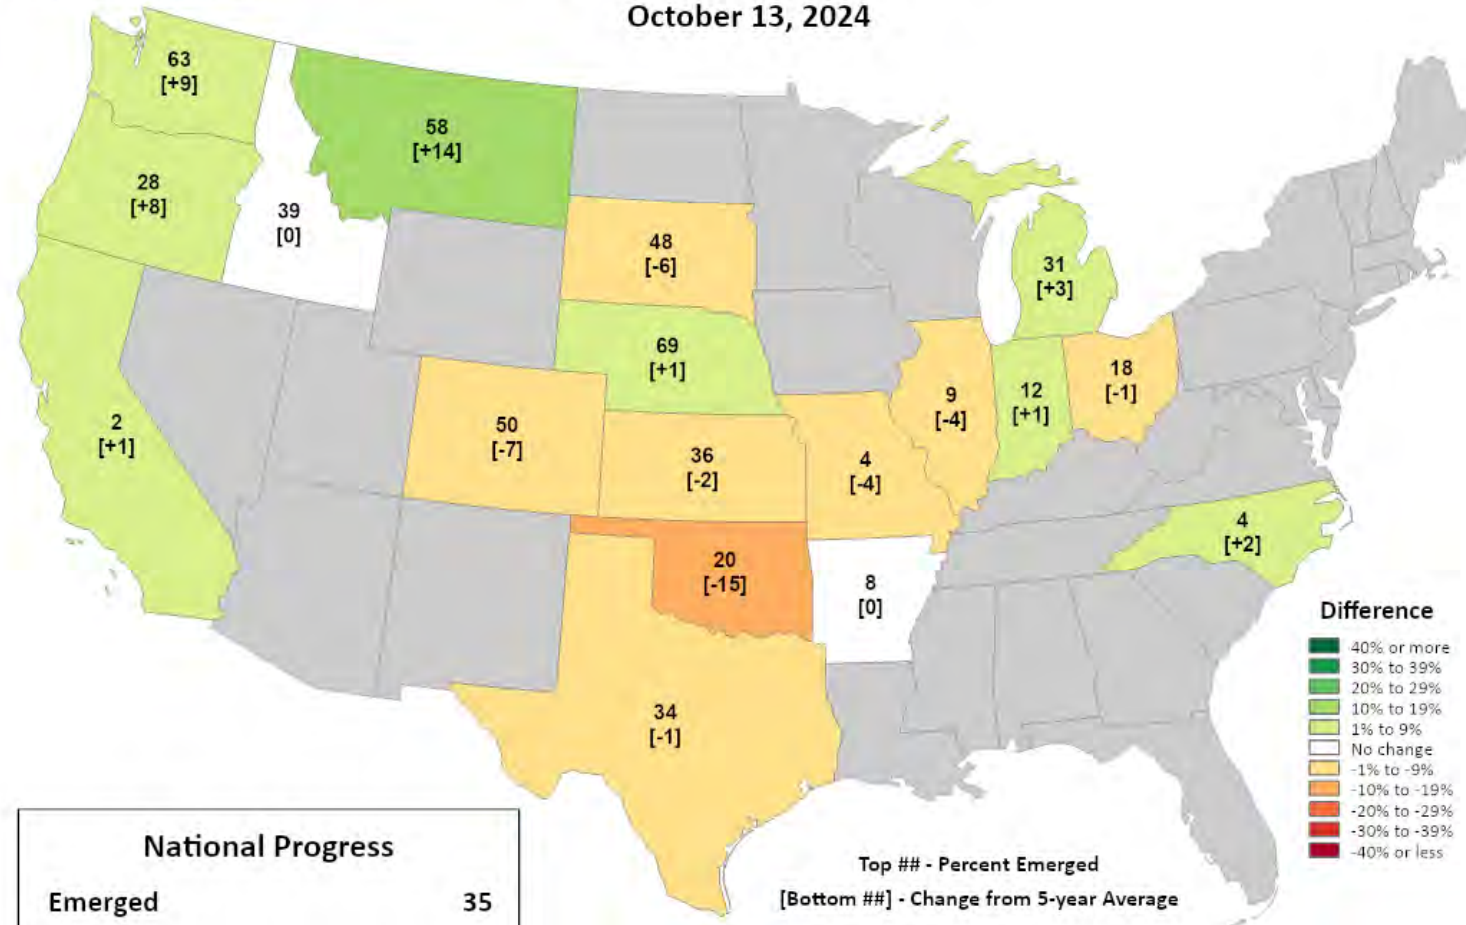 October 13, 2024
63
[+9]
58
[+14]
28
[+8]
39
[0]
48
[-6]
31
[+3]
69
[+1]
18
[-1]
9
[-4]
12
[+1]
2
[+1]
50
[-7]
36
[-2]
4
[-4]
4
[+2]
20
[-15]
8
[0]
34
[-1]
Difference
40% or more
30% to 39%
20% to 29%
10% to 19%
1% to 9%
No change
-1% to -9%
-10% to -19%
-20% to -29%
-30% to -39%
-40% or less
National Progress
Emerged 35
Top ## - Percent Emerged
[Bottom ##] - Change from 5-year Average